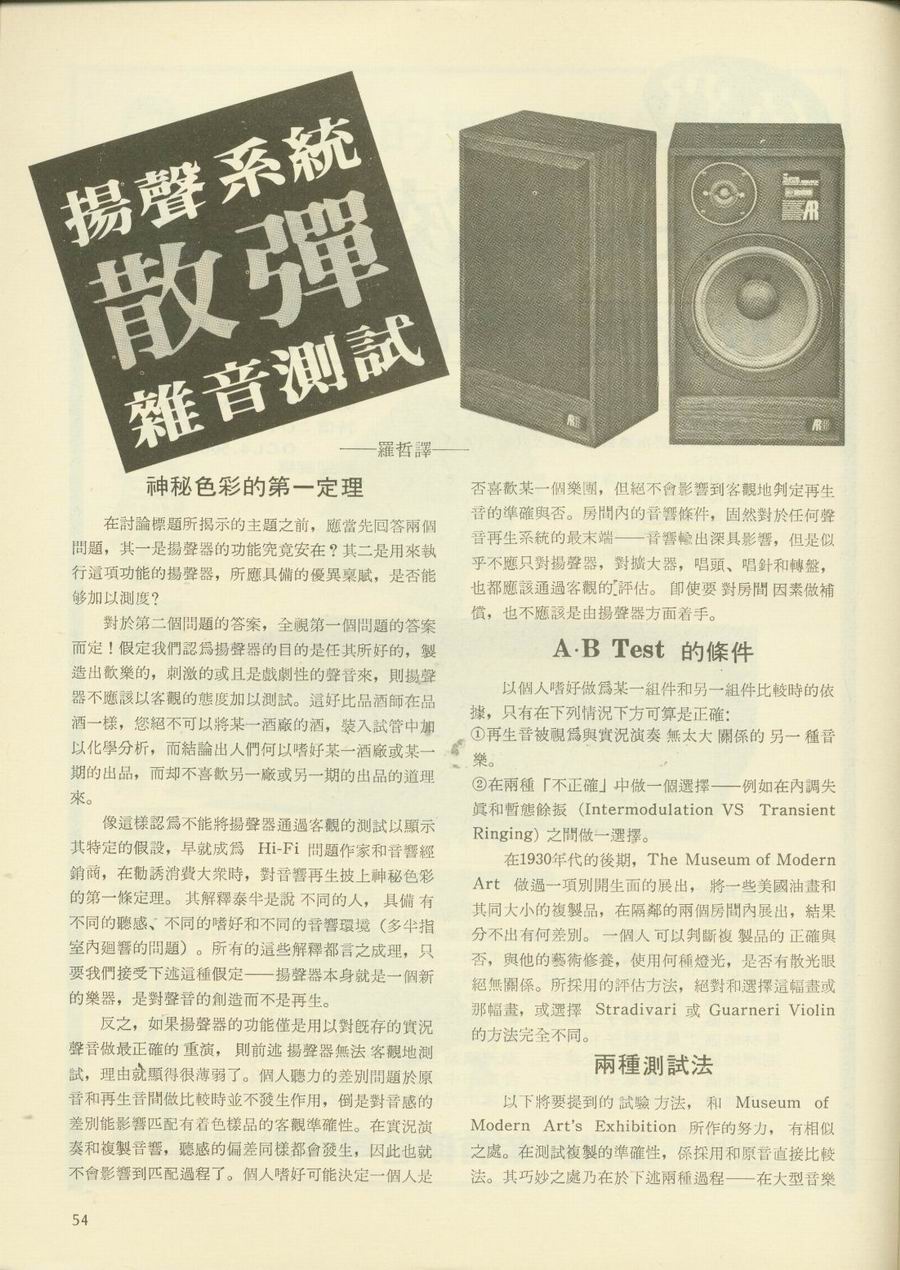 揚聲系統
散彈
雜音測試
AR
AR
——羅哲譯——
神秘色彩的第一定理
在討論標題所揭示的主題之前，應當先回答兩個
問題，其一是揚聲器的功能究竟安在？其二是用來執
行這項功能的揚聲器，所應具備的優異稟賦，是否能
够加以測度?
對於第二個問題的答案，全視第一個問題的答案
而定！假定我們認爲揚聲器的目的是任其所好的，製
造出歡樂的，刺激的或且是戲劇性的聲音來，則揚聲
器不應該以客觀的態度加以測試。這好比品酒師在品
酒一樣，您絕不可以將某一酒廠的酒，裝入試管中加
以化學分析，而結論出人們何以嗜好某一酒廠或某一
期的出品，而却不喜歡另一廠或另一期的出品的道理
來。
像這樣認爲不能將揚聲器通過客觀的測試以顯示
其特定的假設，早就成爲 Hi-Fi 問題作家和音響經
銷商，在勸誘消費大衆時，對音響再生披上神秘色彩
的第一條定理。其解釋泰半是說不同的人，具備有
不同的聽感、不同的嗜好和不同的音響環境（多半指
室內廻響的問題）。所有的這些解釋都言之成理，只
要我們接受下述這種假定——揚聲器本身就是一個新
的樂器，是對聲音的創造而不是再生。
反之，如果揚聲器的功能僅是用以對旣存的實況
聲音做最正確的重演，則前述揚聲器無法客觀地測
試，理由就顯得很薄弱了。個人聽力的差別問題於原
音和再生音間做比較時並不發生作用，倒是對音感的
差別能影響匹配有着色樣品的客觀準確性。在實況演
奏和複製音響，聽感的偏差同樣都會發生，因此也就
不會影響到匹配過程了。個人嗜好可能決定一個人是
否喜歡某一個樂團，但絕不會影響到客觀地判定再生
音的準確與否。房間內的音響條件，固然對於任何聲
音再生系統的最末端——音響輸出深具影響，但是似
乎不應只對揚聲器，對擴大器，唱頭、唱針和轉盤，
也都應該通過客觀的評估。卽使要對房間因素做補
償，也不應該是由揚聲器方面着手。
A·B Test 的條件
以個人嗜好做爲某一組件和另一組件比較時的依
據，只有在下列情況下方可算是正確：
①再生音被視爲與實況演奏無太大關係的另一種音
樂。
②在兩種「不正確」中做一個選擇——例如在內調失
眞和暫態餘振（Intermodulation VS Transient
Ringing）之間做一選擇。
在1930年代的後期，The Museum of Modern
Art 做過一項別開生面的展出，將一些美國油畫和
其同大小的複製品，在隔鄰的兩個房間內展出，結果
分不出有何差別。一個人可以判斷複製品的正確與
否，與他的藝術修養，使用何種燈光，是否有散光眼
絕無關係。所採用的評估方法，絕對和選擇這幅畫或
那幅畫，或選擇 Stradivari 或 Guarneri Violin
的方法完全不同。
兩種測試法
以下將要提到的試驗方法，和 Museum of
Modern Art's Exhibition 所作的努力，有相似
之處。在測試複製的準確性，係採用和原音直接比較
法。其巧妙之處乃在於下述兩種過程——在大型音樂
54